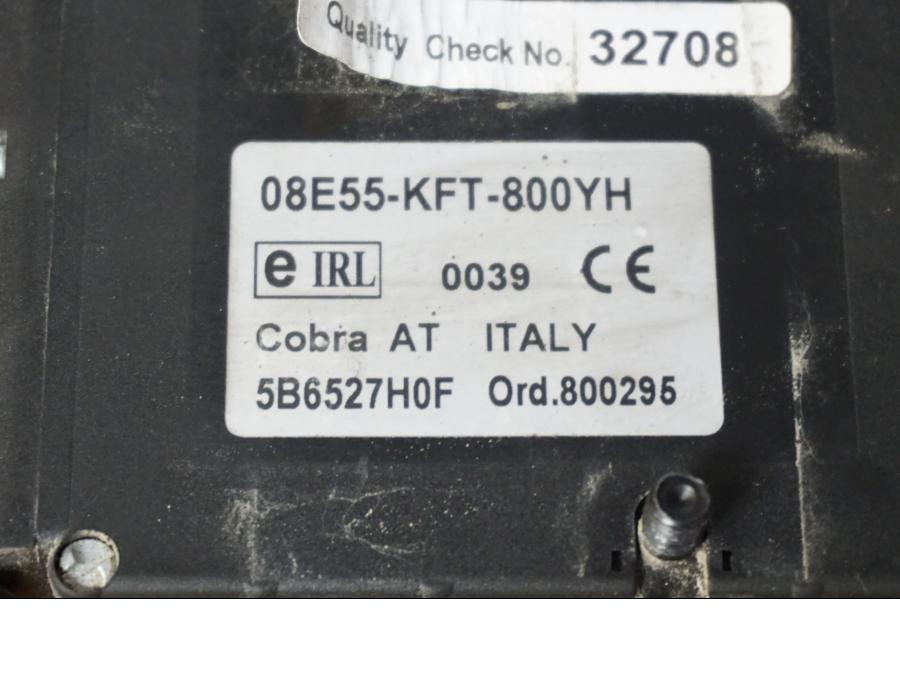 Quality Check No. 32708
08E55-KFT-800YH
e IRL 0039 CE
Cobra AT ITALY
5B6527H0F Ord.800295